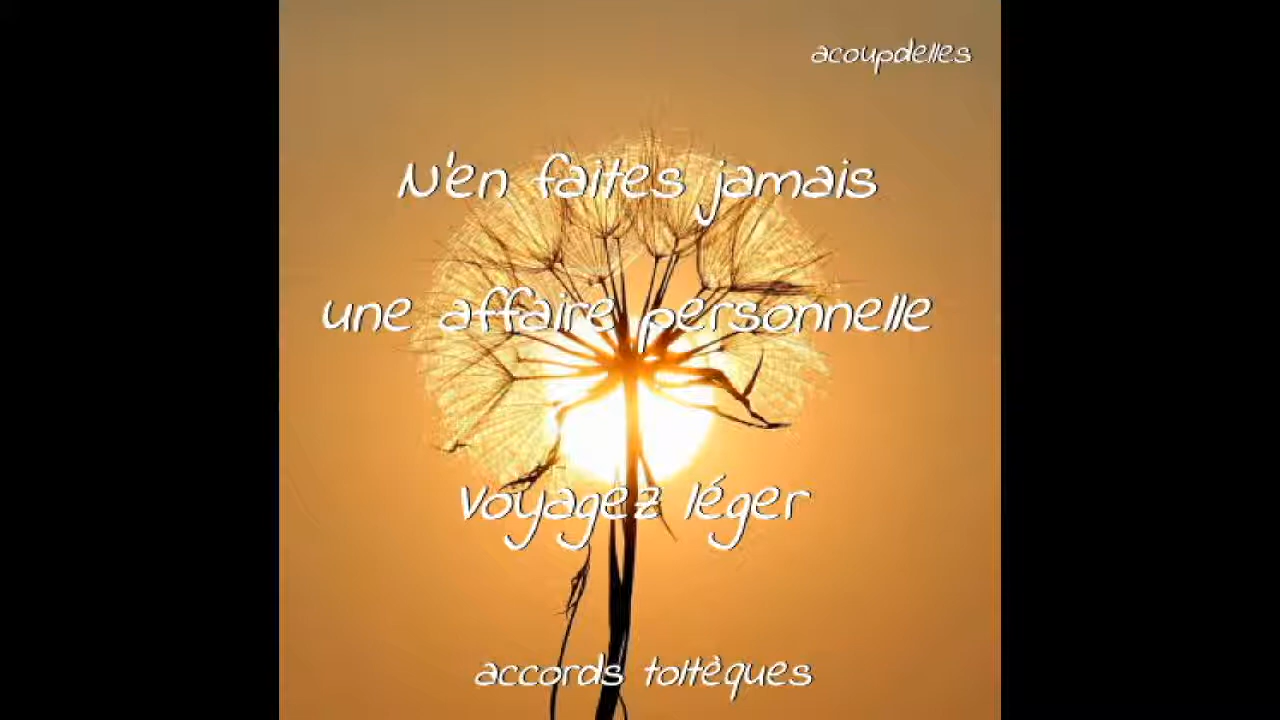 acoupdelles
N'en faites jamais
une affaire personnelle
Voyagez léger
accords toltèques